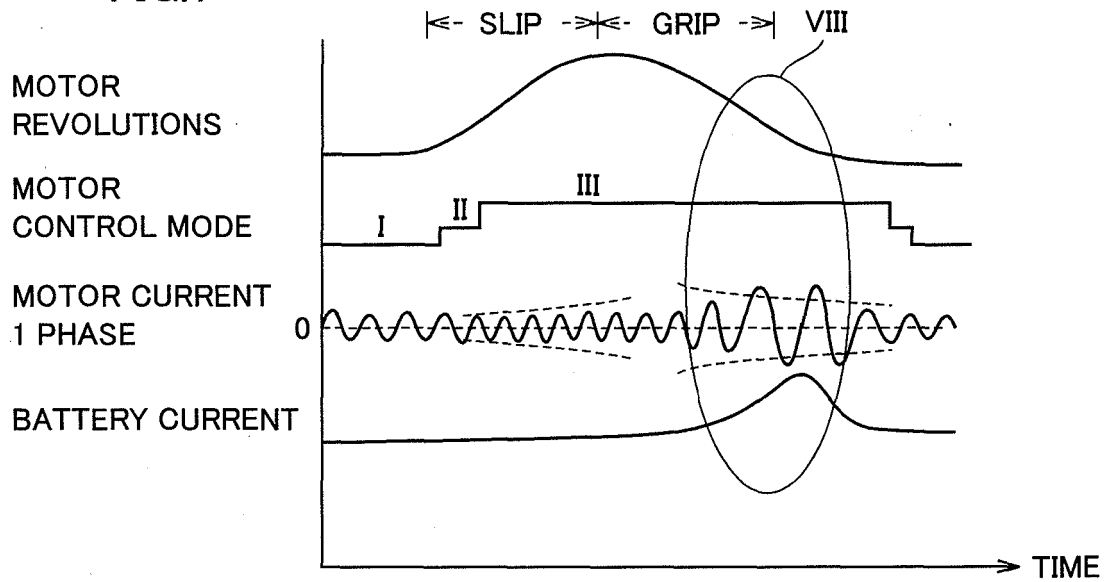 SLIP GRIP VIII
MOTOR
REVOLUTIONS
MOTOR
CONTROL MODE
I II III
MOTOR CURRENT
1 PHASE
0
BATTERY CURRENT
TIME